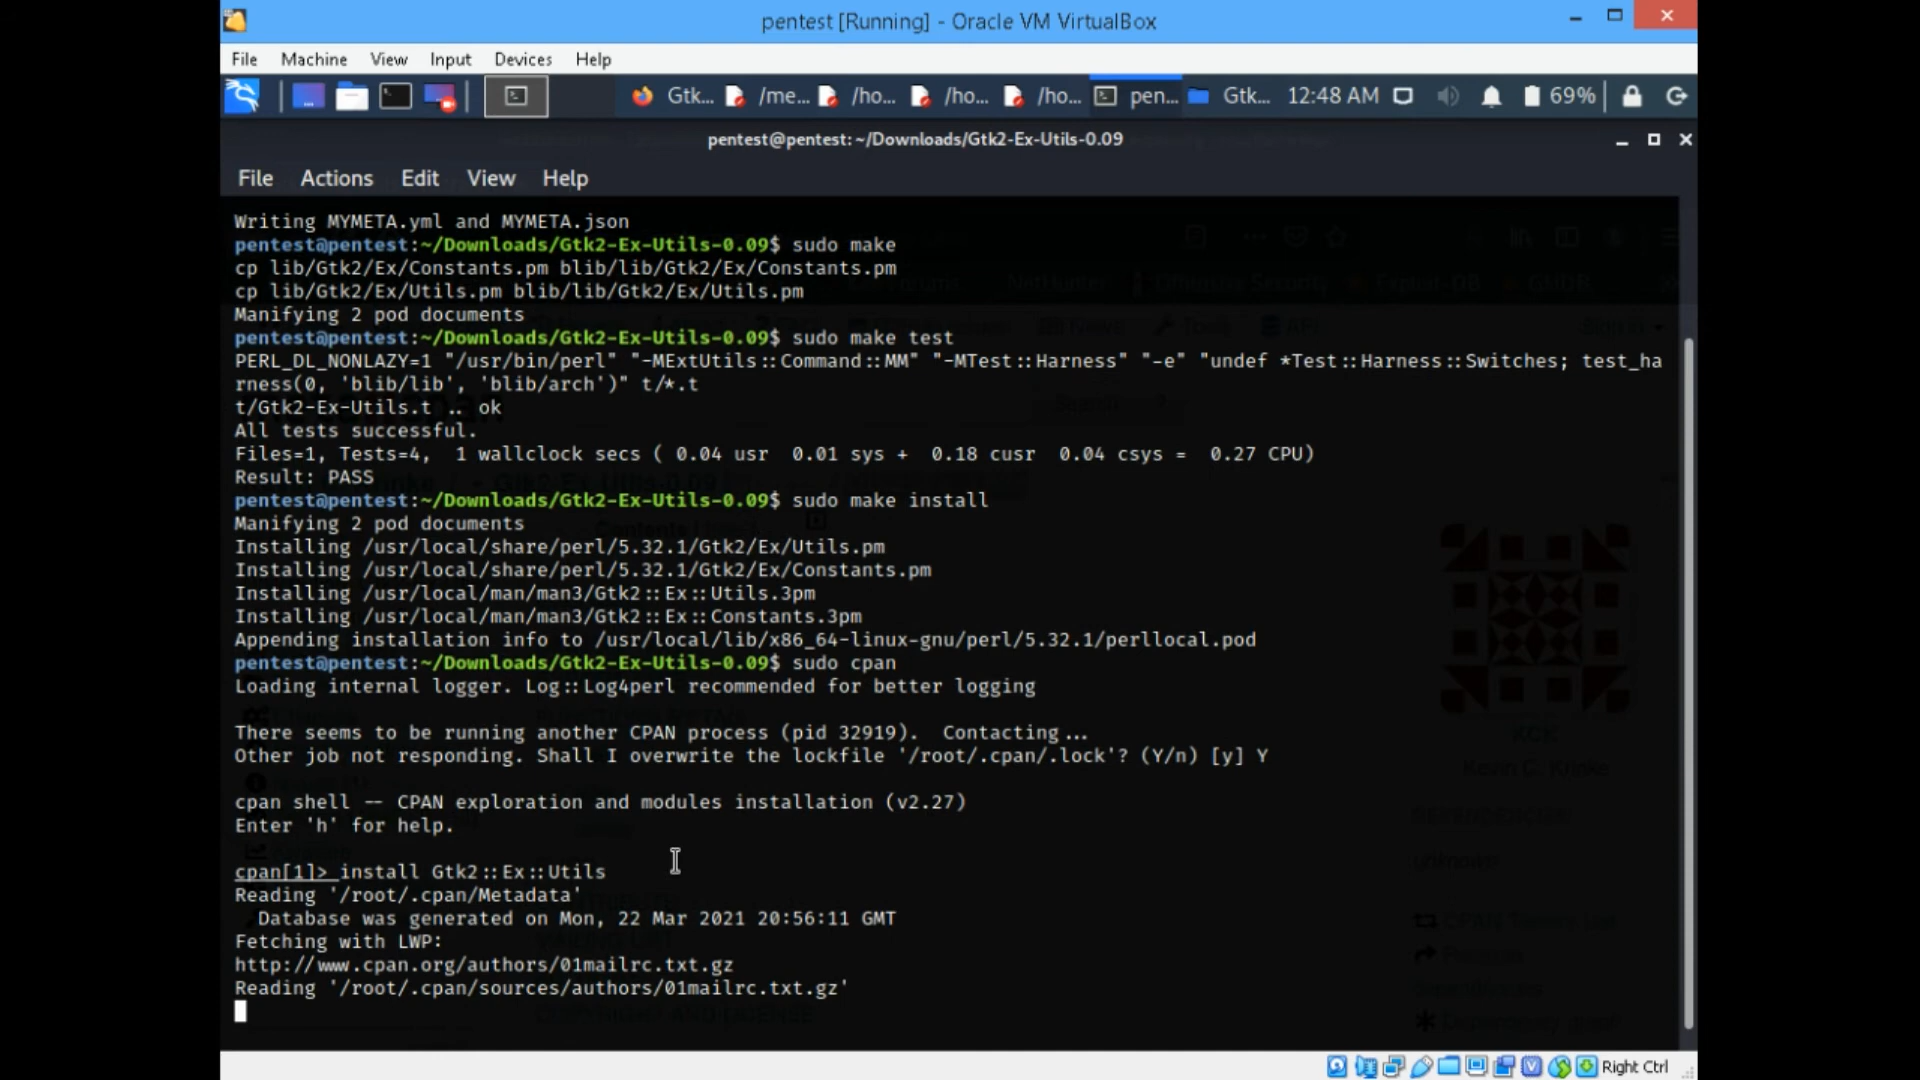 pentest [Running] - Oracle VM VirtualBox
File Machine View Input Devices Help
Gtk... /me... /ho... /ho... /ho... pen... Gtk... 12:48 AM 69%
pentest@pentest: ~/Downloads/Gtk2-Ex-Utils-0.09
File Actions Edit View Help
Writing MYMETA.yml and MYMETA.json
pentest@pentest:~/Downloads/Gtk2-Ex-Utils-0.09$ sudo make
cp lib/Gtk2/Ex/Constants.pm blib/lib/Gtk2/Ex/Constants.pm
cp lib/Gtk2/Ex/Utils.pm blib/lib/Gtk2/Ex/Utils.pm
Manifying 2 pod documents
pentest@pentest:~/Downloads/Gtk2-Ex-Utils-0.09$ sudo make test
PERL_DL_NONLAZY=1 "/usr/bin/perl" "-MExtUtils::Command::MM" "-MTest::Harness" "-e" "undef *Test::Harness::Switches; test_ha
rness(0, 'blib/lib', 'blib/arch')" t/*.t
t/Gtk2-Ex-Utils.t .. ok
All tests successful.
Files=1, Tests=4,  1 wallclock secs ( 0.04 usr  0.01 sys +  0.18 cusr  0.04 csys =  0.27 CPU)
Result: PASS
pentest@pentest:~/Downloads/Gtk2-Ex-Utils-0.09$ sudo make install
Manifying 2 pod documents
Installing /usr/local/share/perl/5.32.1/Gtk2/Ex/Utils.pm
Installing /usr/local/share/perl/5.32.1/Gtk2/Ex/Constants.pm
Installing /usr/local/man/man3/Gtk2::Ex::Utils.3pm
Installing /usr/local/man/man3/Gtk2::Ex::Constants.3pm
Appending installation info to /usr/local/lib/x86_64-linux-gnu/perl/5.32.1/perllocal.pod
pentest@pentest:~/Downloads/Gtk2-Ex-Utils-0.09$ sudo cpan
Loading internal logger. Log::Log4perl recommended for better logging
There seems to be running another CPAN process (pid 32919).  Contacting...
Other job not responding. Shall I overwrite the lockfile '/root/.cpan/.lock'? (Y/n) [y] Y
cpan shell -- CPAN exploration and modules installation (v2.27)
Enter 'h' for help.
cpan[1]> install Gtk2::Ex::Utils
Reading '/root/.cpan/Metadata'
  Database was generated on Mon, 22 Mar 2021 20:56:11 GMT
Fetching with LWP:
http://www.cpan.org/authors/01mailrc.txt.gz
Reading '/root/.cpan/sources/authors/01mailrc.txt.gz'
Right Ctrl